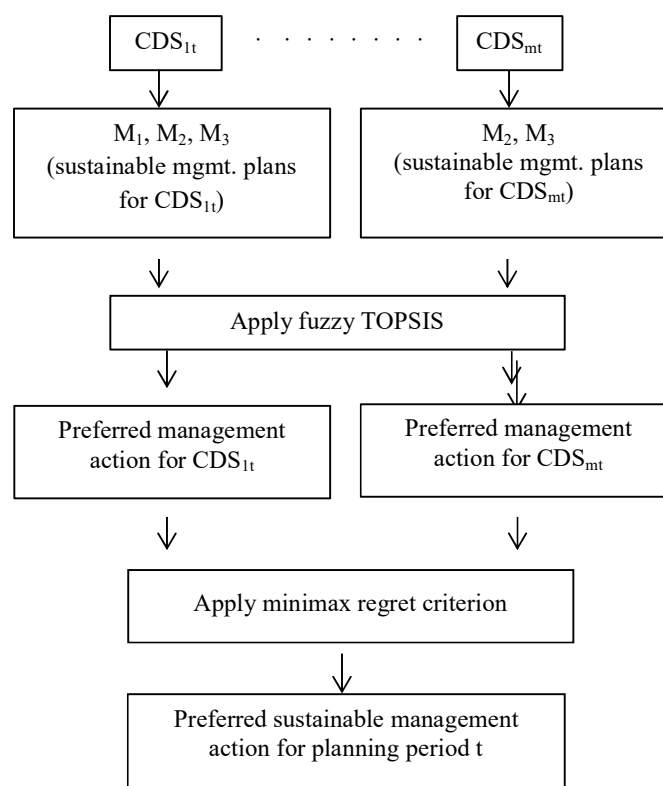 CDS₁ₜ . . . . . . . . CDSₘₜ
M₁, M₂, M₃
(sustainable mgmt. plans
for CDS₁ₜ)
M₂, M₃
(sustainable mgmt. plans
for CDSₘₜ)
Apply fuzzy TOPSIS
Preferred management
action for CDS₁ₜ
Preferred management
action for CDSₘₜ
Apply minimax regret criterion
Preferred sustainable management
action for planning period t